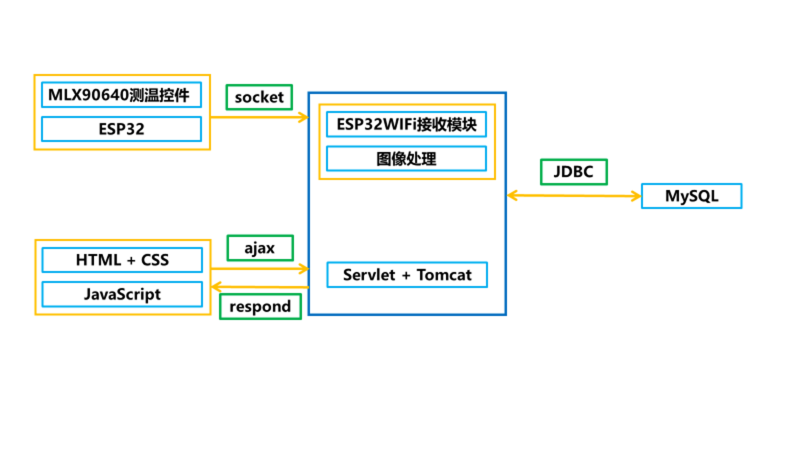 MLX90640测温控件
ESP32
socket
ESP32WIFi接收模块
图像处理
JDBC
MySQL
HTML + CSS
JavaScript
ajax
respond
Servlet + Tomcat